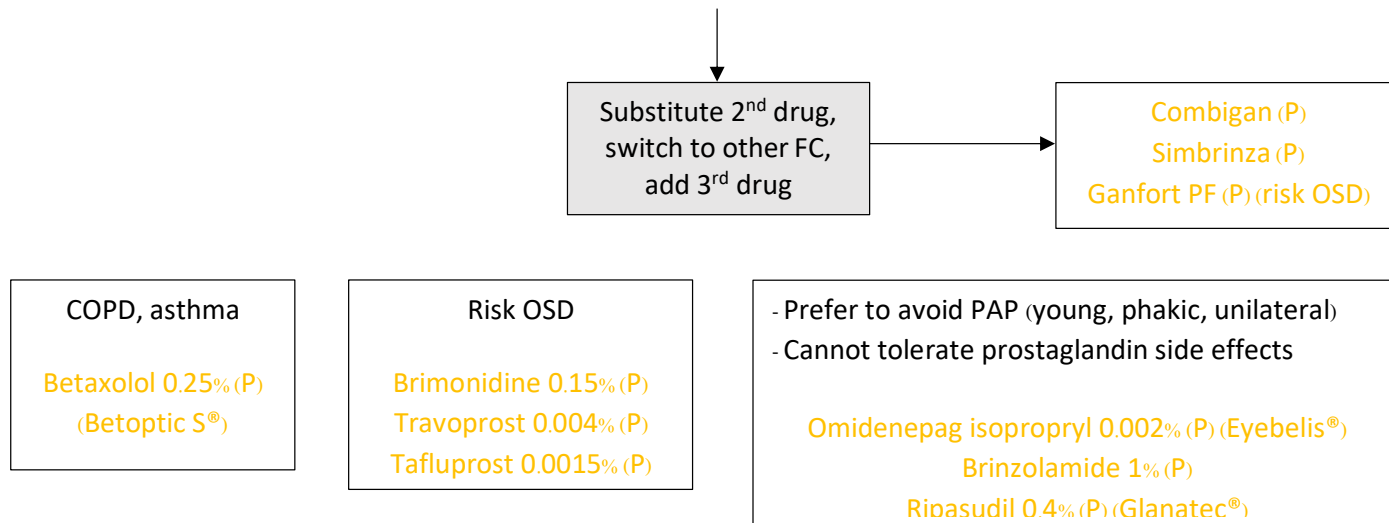 Substitute 2nd drug,
switch to other FC,
add 3rd drug
Combigan (P)
Simbrinza (P)
Ganfort PF (P) (risk OSD)
COPD, asthma
Betaxolol 0.25% (P)
(Betoptic S®)
Risk OSD
Brimonidine 0.15% (P)
Travoprost 0.004% (P)
Tafluprost 0.0015% (P)
- Prefer to avoid PAP (young, phakic, unilateral)
- Cannot tolerate prostaglandin side effects
Omidenepag isopropryl 0.002% (P) (Eyebelis®)
Brinzolamide 1% (P)
Ripasudil 0.4% (P) (Glanatec®)